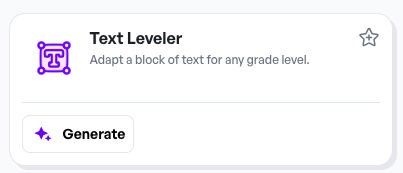 Text Leveler
Adapt a block of text for any grade level.
Generate